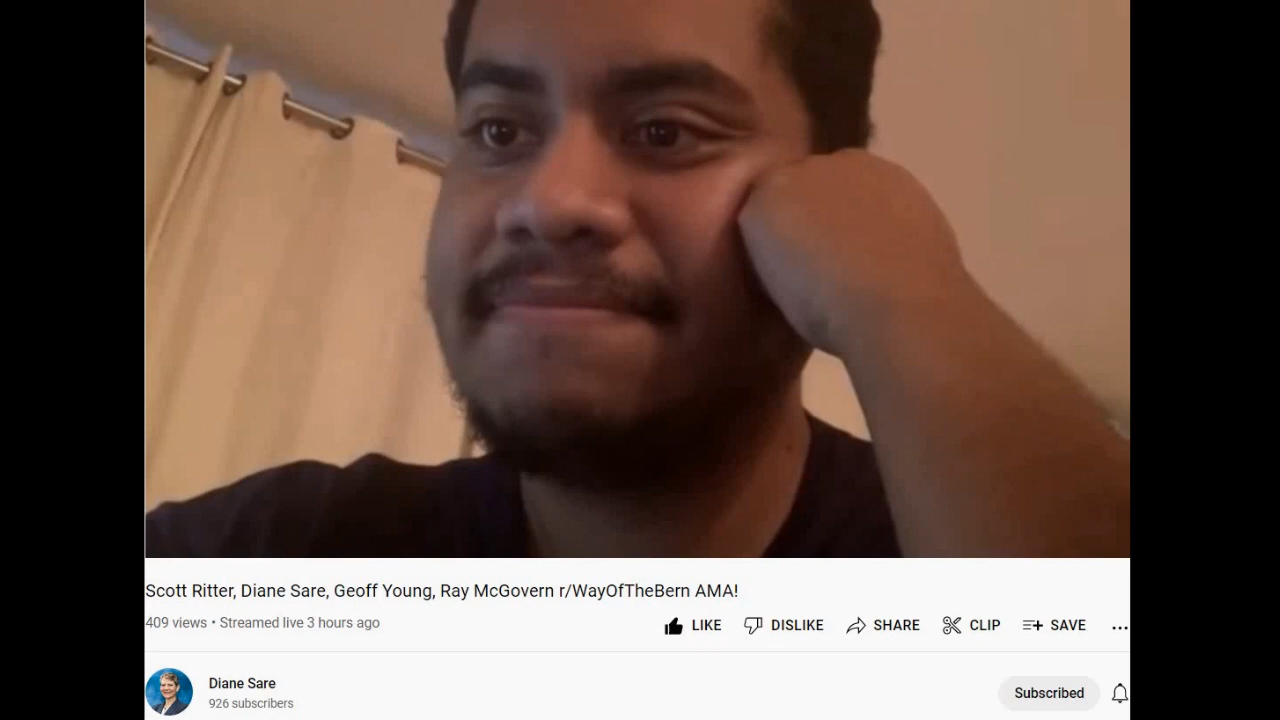 Scott Ritter, Diane Sare, Geoff Young, Ray McGovern r/WayOfTheBern AMA!
409 views • Streamed live 3 hours ago
LIKE DISLIKE SHARE CLIP SAVE ...
Diane Sare
926 subscribers
Subscribed